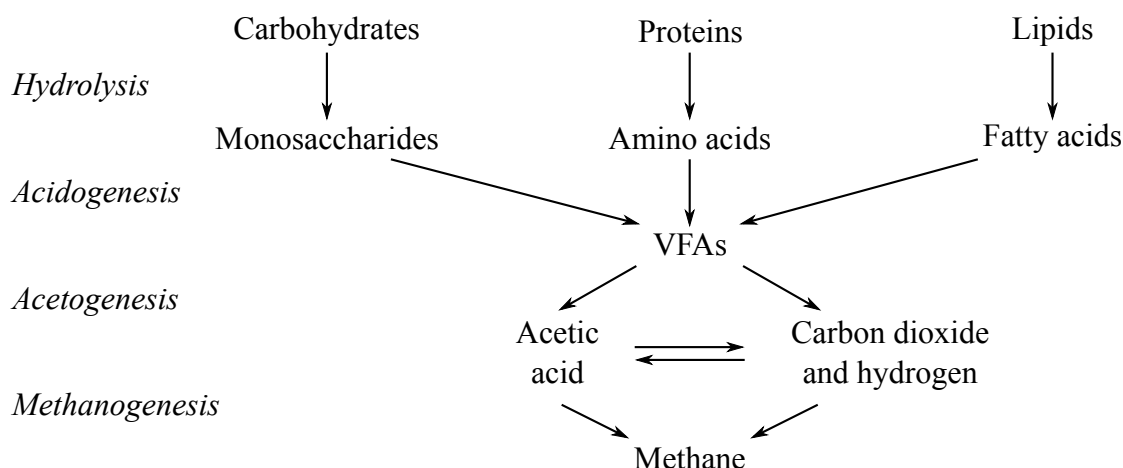 Carbohydrates
Proteins
Lipids
Hydrolysis
Monosaccharides
Amino acids
Fatty acids
Acidogenesis
VFAs
Acetogenesis
Acetic
acid
Carbon dioxide
and hydrogen
Methanogenesis
Methane